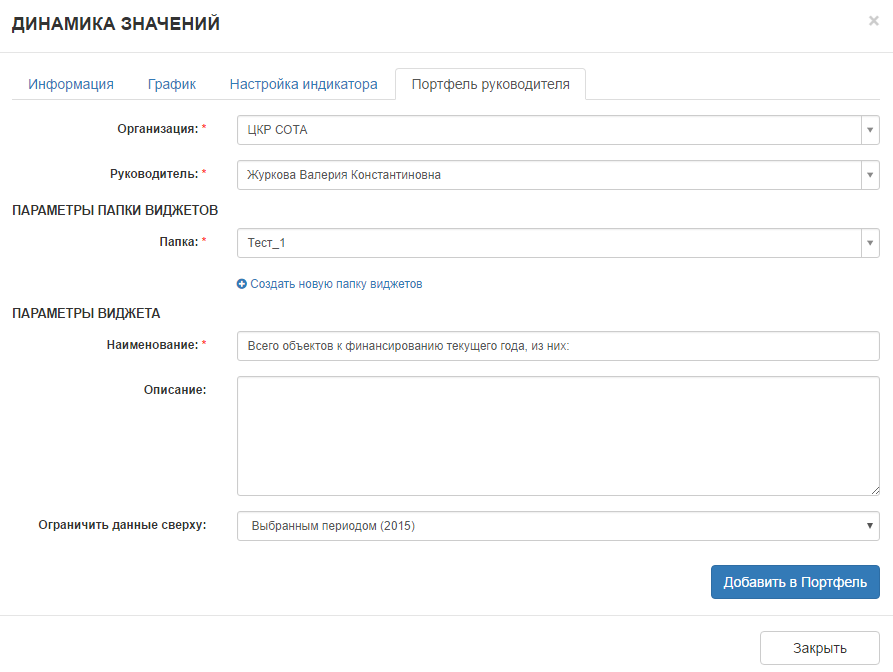 ДИНАМИКА ЗНАЧЕНИЙ ×
Информация График Настройка индикатора Портфель руководителя
Организация: * ЦКР СОТА
Руководитель: * Журкова Валерия Константиновна
ПАРАМЕТРЫ ПАПКИ ВИДЖЕТОВ
Папка: * Тест_1
Создать новую папку виджетов
ПАРАМЕТРЫ ВИДЖЕТА
Наименование: * Всего объектов к финансированию текущего года, из них:
Описание:
Ограничить данные сверху: Выбранным периодом (2015)
Добавить в Портфель
Закрыть